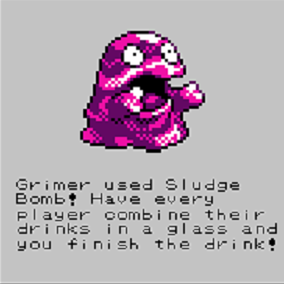 Grimer used Sludge
Bomb! Have every
player combine their
drinks in a glass and
you finish the drink!